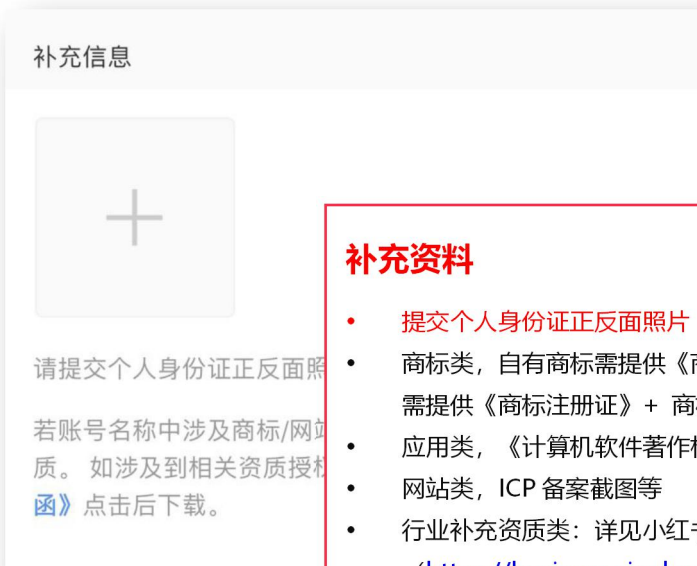 补充信息
请提交个人身份证正反面照
若账号名称中涉及商标/网
质。 如涉及到相关资质授权
函》点击后下载。
补充资料
• 提交个人身份证正反面照片
• 商标类，自有商标需提供《商
需提供《商标注册证》+ 商
• 应用类，《计算机软件著作
• 网站类，ICP 备案截图等
• 行业补充资质类：详见小红